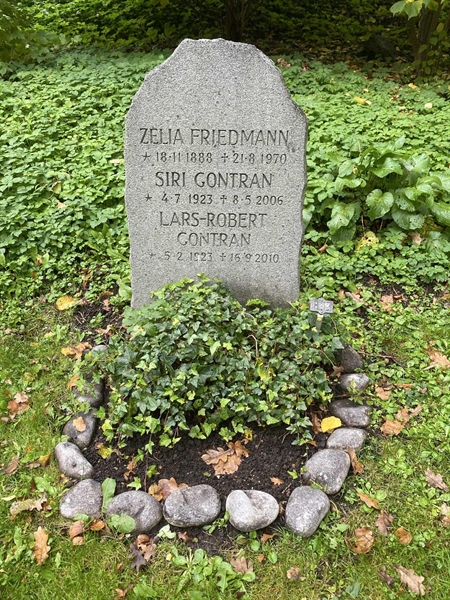 ZELIA FRIEDMANN
* 18·11 1888 + 21·8 1970
SIRI GONTRAN
* 4·7 1923 + 8·5 2006
LARS-ROBERT
GONTRAN
* 5·2 1923 + 16·9 2010